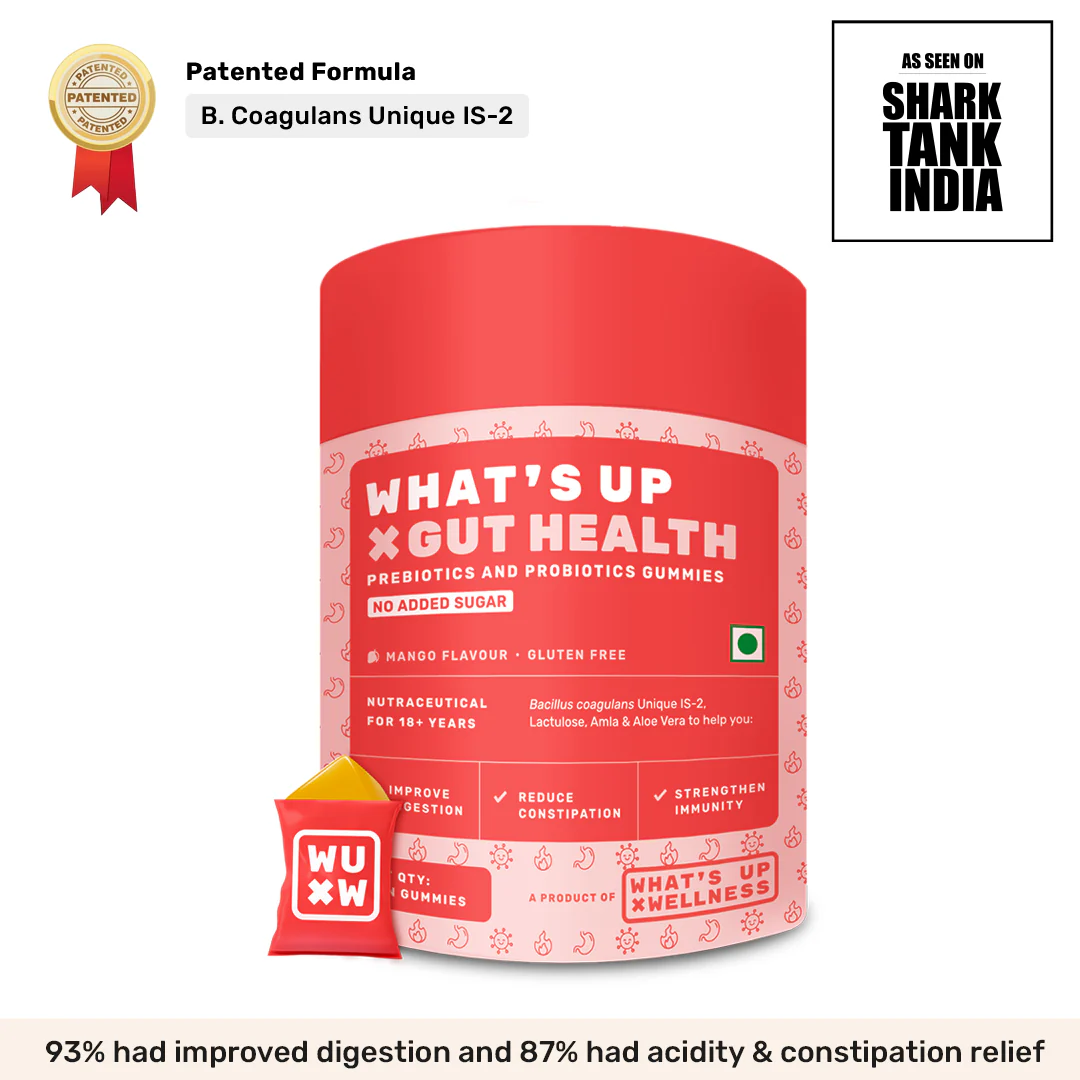 PATENTED
PATENTED
PATENTED
Patented Formula
B. Coagulans Unique IS-2
AS SEEN ON
SHARK
TANK
INDIA
WHAT'S UP
×GUT HEALTH
PREBIOTICS AND PROBIOTICS GUMMIES
NO ADDED SUGAR
MANGO FLAVOUR • GLUTEN FREE
NUTRACEUTICAL
FOR 18+ YEARS
Bacillus coagulans Unique IS-2,
Lactulose, Amla & Aloe Vera to help you:
IMPROVE
REDUCE
CONSTIPATION
STRENGTHEN
IMMUNITY
QTY:
GUMMIES
A PRODUCT OF
WHAT'S UP
×WELLNESS
WU
×W
93% had improved digestion and 87% had acidity & constipation relief